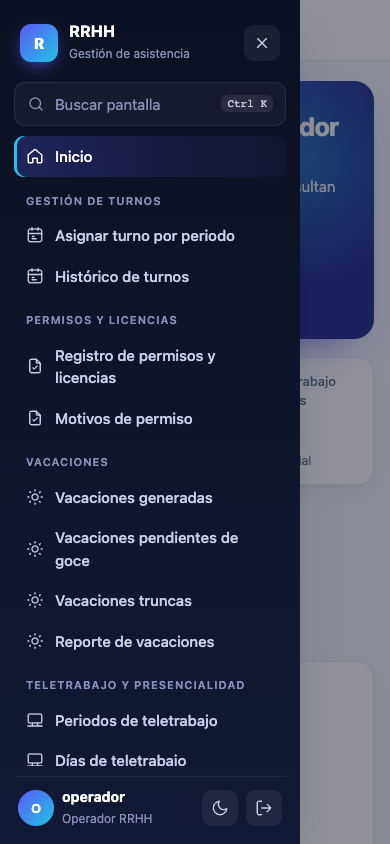 R
RRHH
Gestión de asistencia
Buscar pantalla
Ctrl K
Inicio
GESTIÓN DE TURNOS
Asignar turno por periodo
Histórico de turnos
PERMISOS Y LICENCIAS
Registro de permisos y
licencias
Motivos de permiso
VACACIONES
Vacaciones generadas
Vacaciones pendientes de
goce
Vacaciones truncas
Reporte de vacaciones
TELETRABAJO Y PRESENCIALIDAD
Periodos de teletrabajo
Días de teletrabajo
O
operador
Operador RRHH